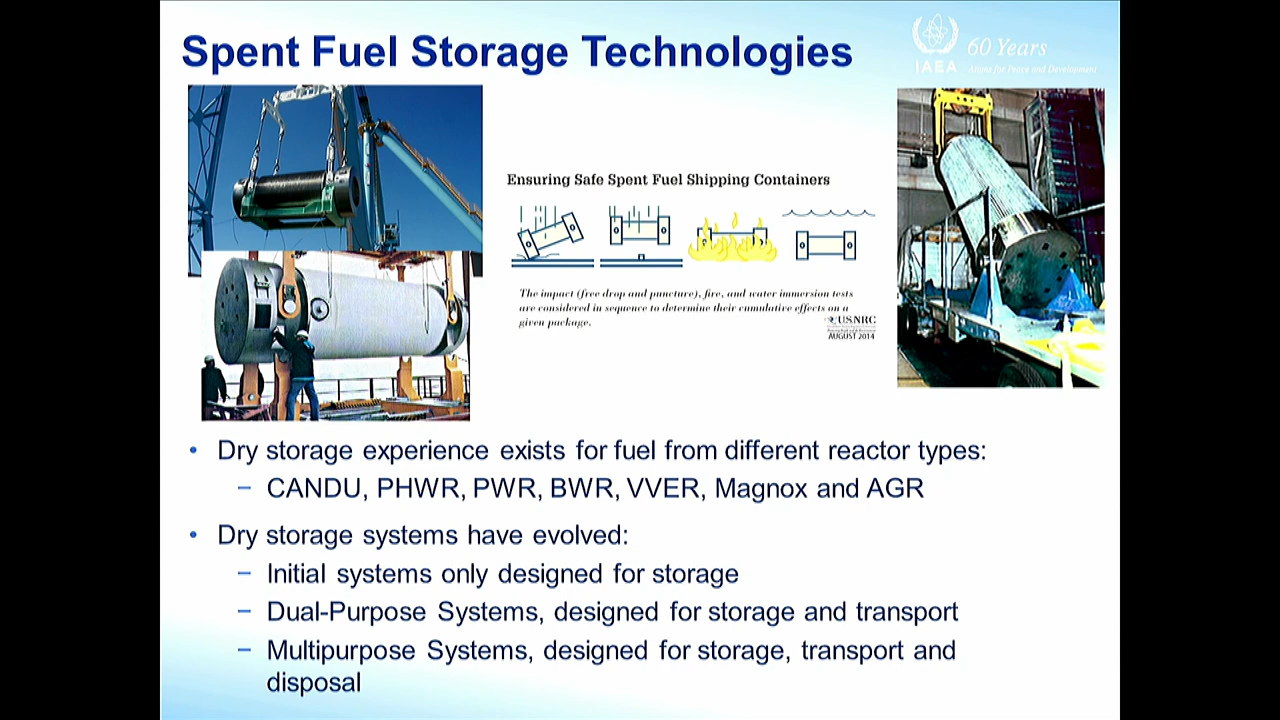 Spent Fuel Storage Technologies
IAEA
60 Years
Atoms for Peace and Development
Ensuring Safe Spent Fuel Shipping Containers
The impact (free drop and puncture), fire, and water immersion tests
are considered in sequence to determine their cumulative effects on a
given package.
U.S.NRC
AUGUST 2014
• Dry storage experience exists for fuel from different reactor types:
– CANDU, PHWR, PWR, BWR, VVER, Magnox and AGR
• Dry storage systems have evolved:
– Initial systems only designed for storage
– Dual-Purpose Systems, designed for storage and transport
– Multipurpose Systems, designed for storage, transport and
disposal